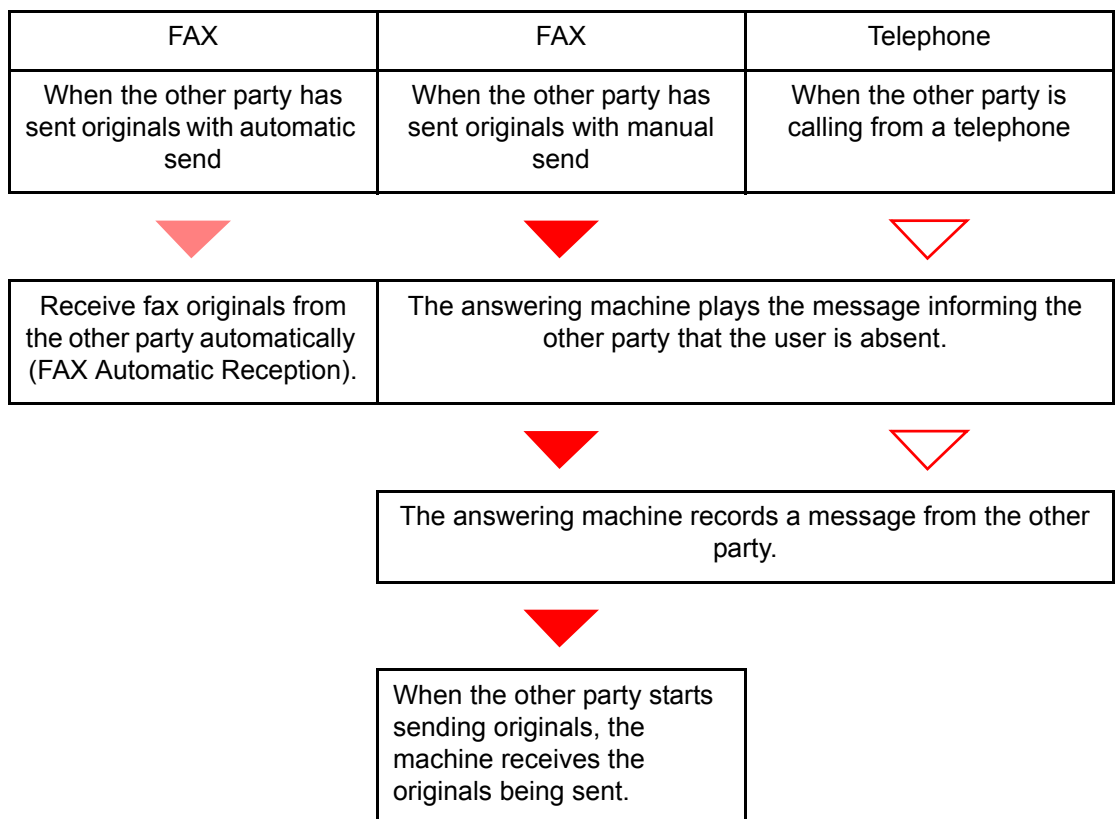 FAX
FAX
Telephone
When the other party has
sent originals with automatic
send
When the other party has
sent originals with manual
send
When the other party is
calling from a telephone
Receive fax originals from
the other party automatically
(FAX Automatic Reception).
The answering machine plays the message informing the
other party that the user is absent.
The answering machine records a message from the other
party.
When the other party starts
sending originals, the
machine receives the
originals being sent.